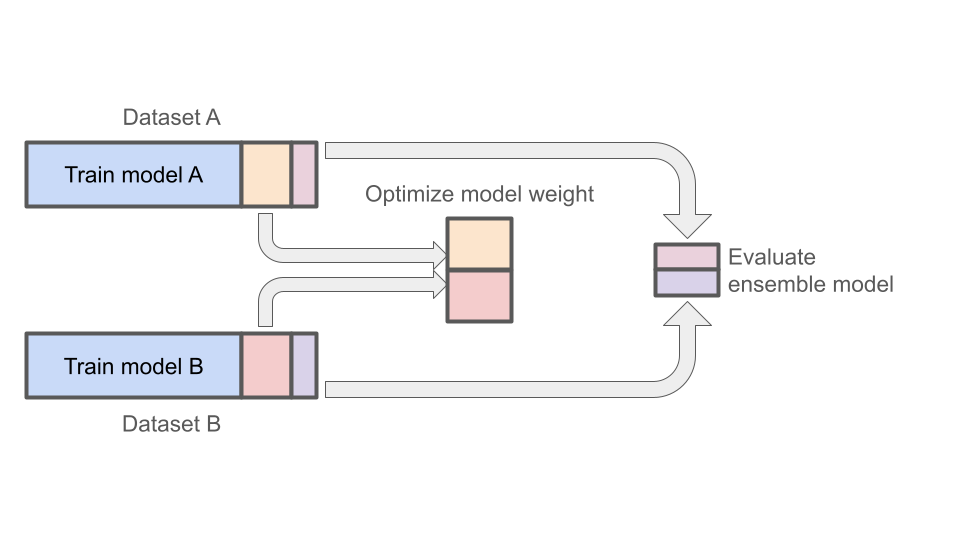 Dataset A
Train model A
Optimize model weight
Evaluate
ensemble model
Train model B
Dataset B